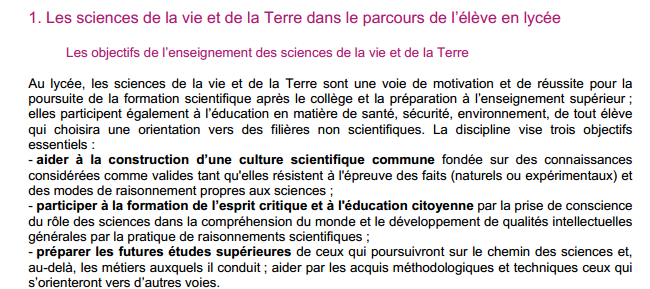 1. Les sciences de la vie et de la Terre dans le parcours de l’élève en lycée
Les objectifs de l’enseignement des sciences de la vie et de la Terre
Au lycée, les sciences de la vie et de la Terre sont une voie de motivation et de réussite pour la
poursuite de la formation scientifique après le collège et la préparation à l’enseignement supérieur ;
elles participent également à l’éducation en matière de santé, sécurité, environnement, de tout élève
qui choisira une orientation vers des filières non scientifiques. La discipline vise trois objectifs
essentiels :
- aider à la construction d’une culture scientifique commune fondée sur des connaissances
considérées comme valides tant qu'elles résistent à l'épreuve des faits (naturels ou expérimentaux) et
des modes de raisonnement propres aux sciences ;
- participer à la formation de l’esprit critique et à l'éducation citoyenne par la prise de conscience
du rôle des sciences dans la compréhension du monde et le développement de qualités intellectuelles
générales par la pratique de raisonnements scientifiques ;
- préparer les futures études supérieures de ceux qui poursuivront sur le chemin des sciences et,
au-delà, les métiers auxquels il conduit ; aider par les acquis méthodologiques et techniques ceux qui
s’orienteront vers d’autres voies.